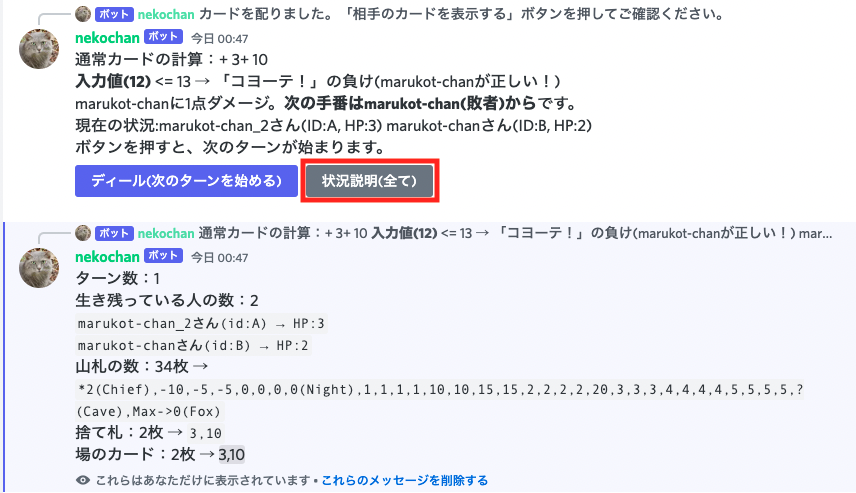 ボット nekochan カードを配りました。「相手のカードを表示する」ボタンを押してご確認ください。
nekochan ボット 今日 00:47
通常カードの計算：+ 3+ 10
入力値(12) <= 13 → 「コヨーテ！」の負け(marukot-chanが正しい！)
marukot-chanに1点ダメージ。次の手番はmarukot-chan(敗者)からです。
現在の状況:marukot-chan_2さん(ID:A, HP:3) marukot-chanさん(ID:B, HP:2)
ボタンを押すと、次のターンが始まります。
ディール(次のターンを始める) 状況説明(全て)
ボット nekochan 通常カードの計算：+ 3+ 10 入力値(12) <= 13 → 「コヨーテ！」の負け(marukot-chanが正しい！) mar...
nekochan ボット 今日 00:47
ターン数：1
生き残っている人の数：2
marukot-chan_2さん(id:A) → HP:3
marukot-chanさん(id:B) → HP:2
山札の数：34枚 →
*2(Chief),-10,-5,-5,0,0,0,0(Night),1,1,1,1,10,10,15,15,2,2,2,2,20,3,3,3,4,4,4,4,5,5,5,5,?
(Cave),Max->0(Fox)
捨て札：2枚 → 3,10
場のカード：2枚 → 3,10
これらはあなただけに表示されています • これらのメッセージを削除する